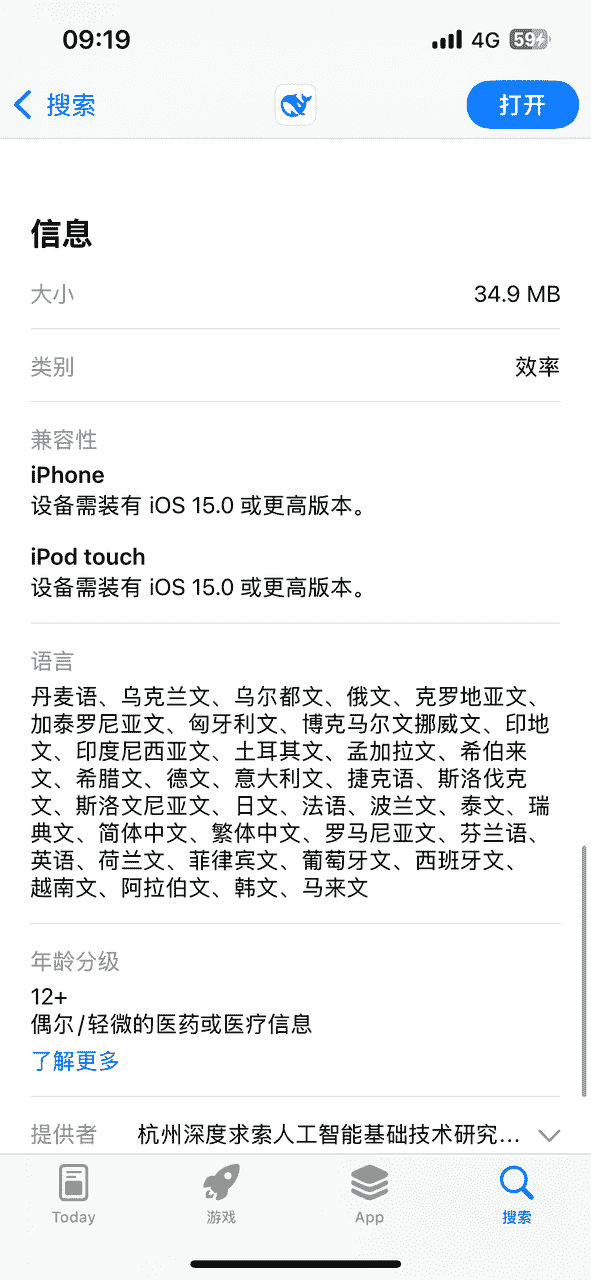 09:19
4G
59
搜索
打开
信息
大小
34.9 MB
类别
效率
兼容性
iPhone
设备需装有 iOS 15.0 或更高版本。
iPod touch
设备需装有 iOS 15.0 或更高版本。
语言
丹麦语、乌克兰文、乌尔都文、俄文、克罗地亚文、
加泰罗尼亚文、匈牙利文、博克马尔文挪威文、印地
文、印度尼西亚文、土耳其文、孟加拉文、希伯来
文、希腊文、德文、意大利文、捷克语、斯洛伐克
文、斯洛文尼亚文、日文、法语、波兰文、泰文、瑞
典文、简体中文、繁体中文、罗马尼亚文、芬兰语、
英语、荷兰文、菲律宾文、葡萄牙文、西班牙文、
越南文、阿拉伯文、韩文、马来文
年龄分级
12+
偶尔/轻微的医药或医疗信息
了解更多
提供者
杭州深度求索人工智能基础技术研究...
Today
游戏
App
搜索